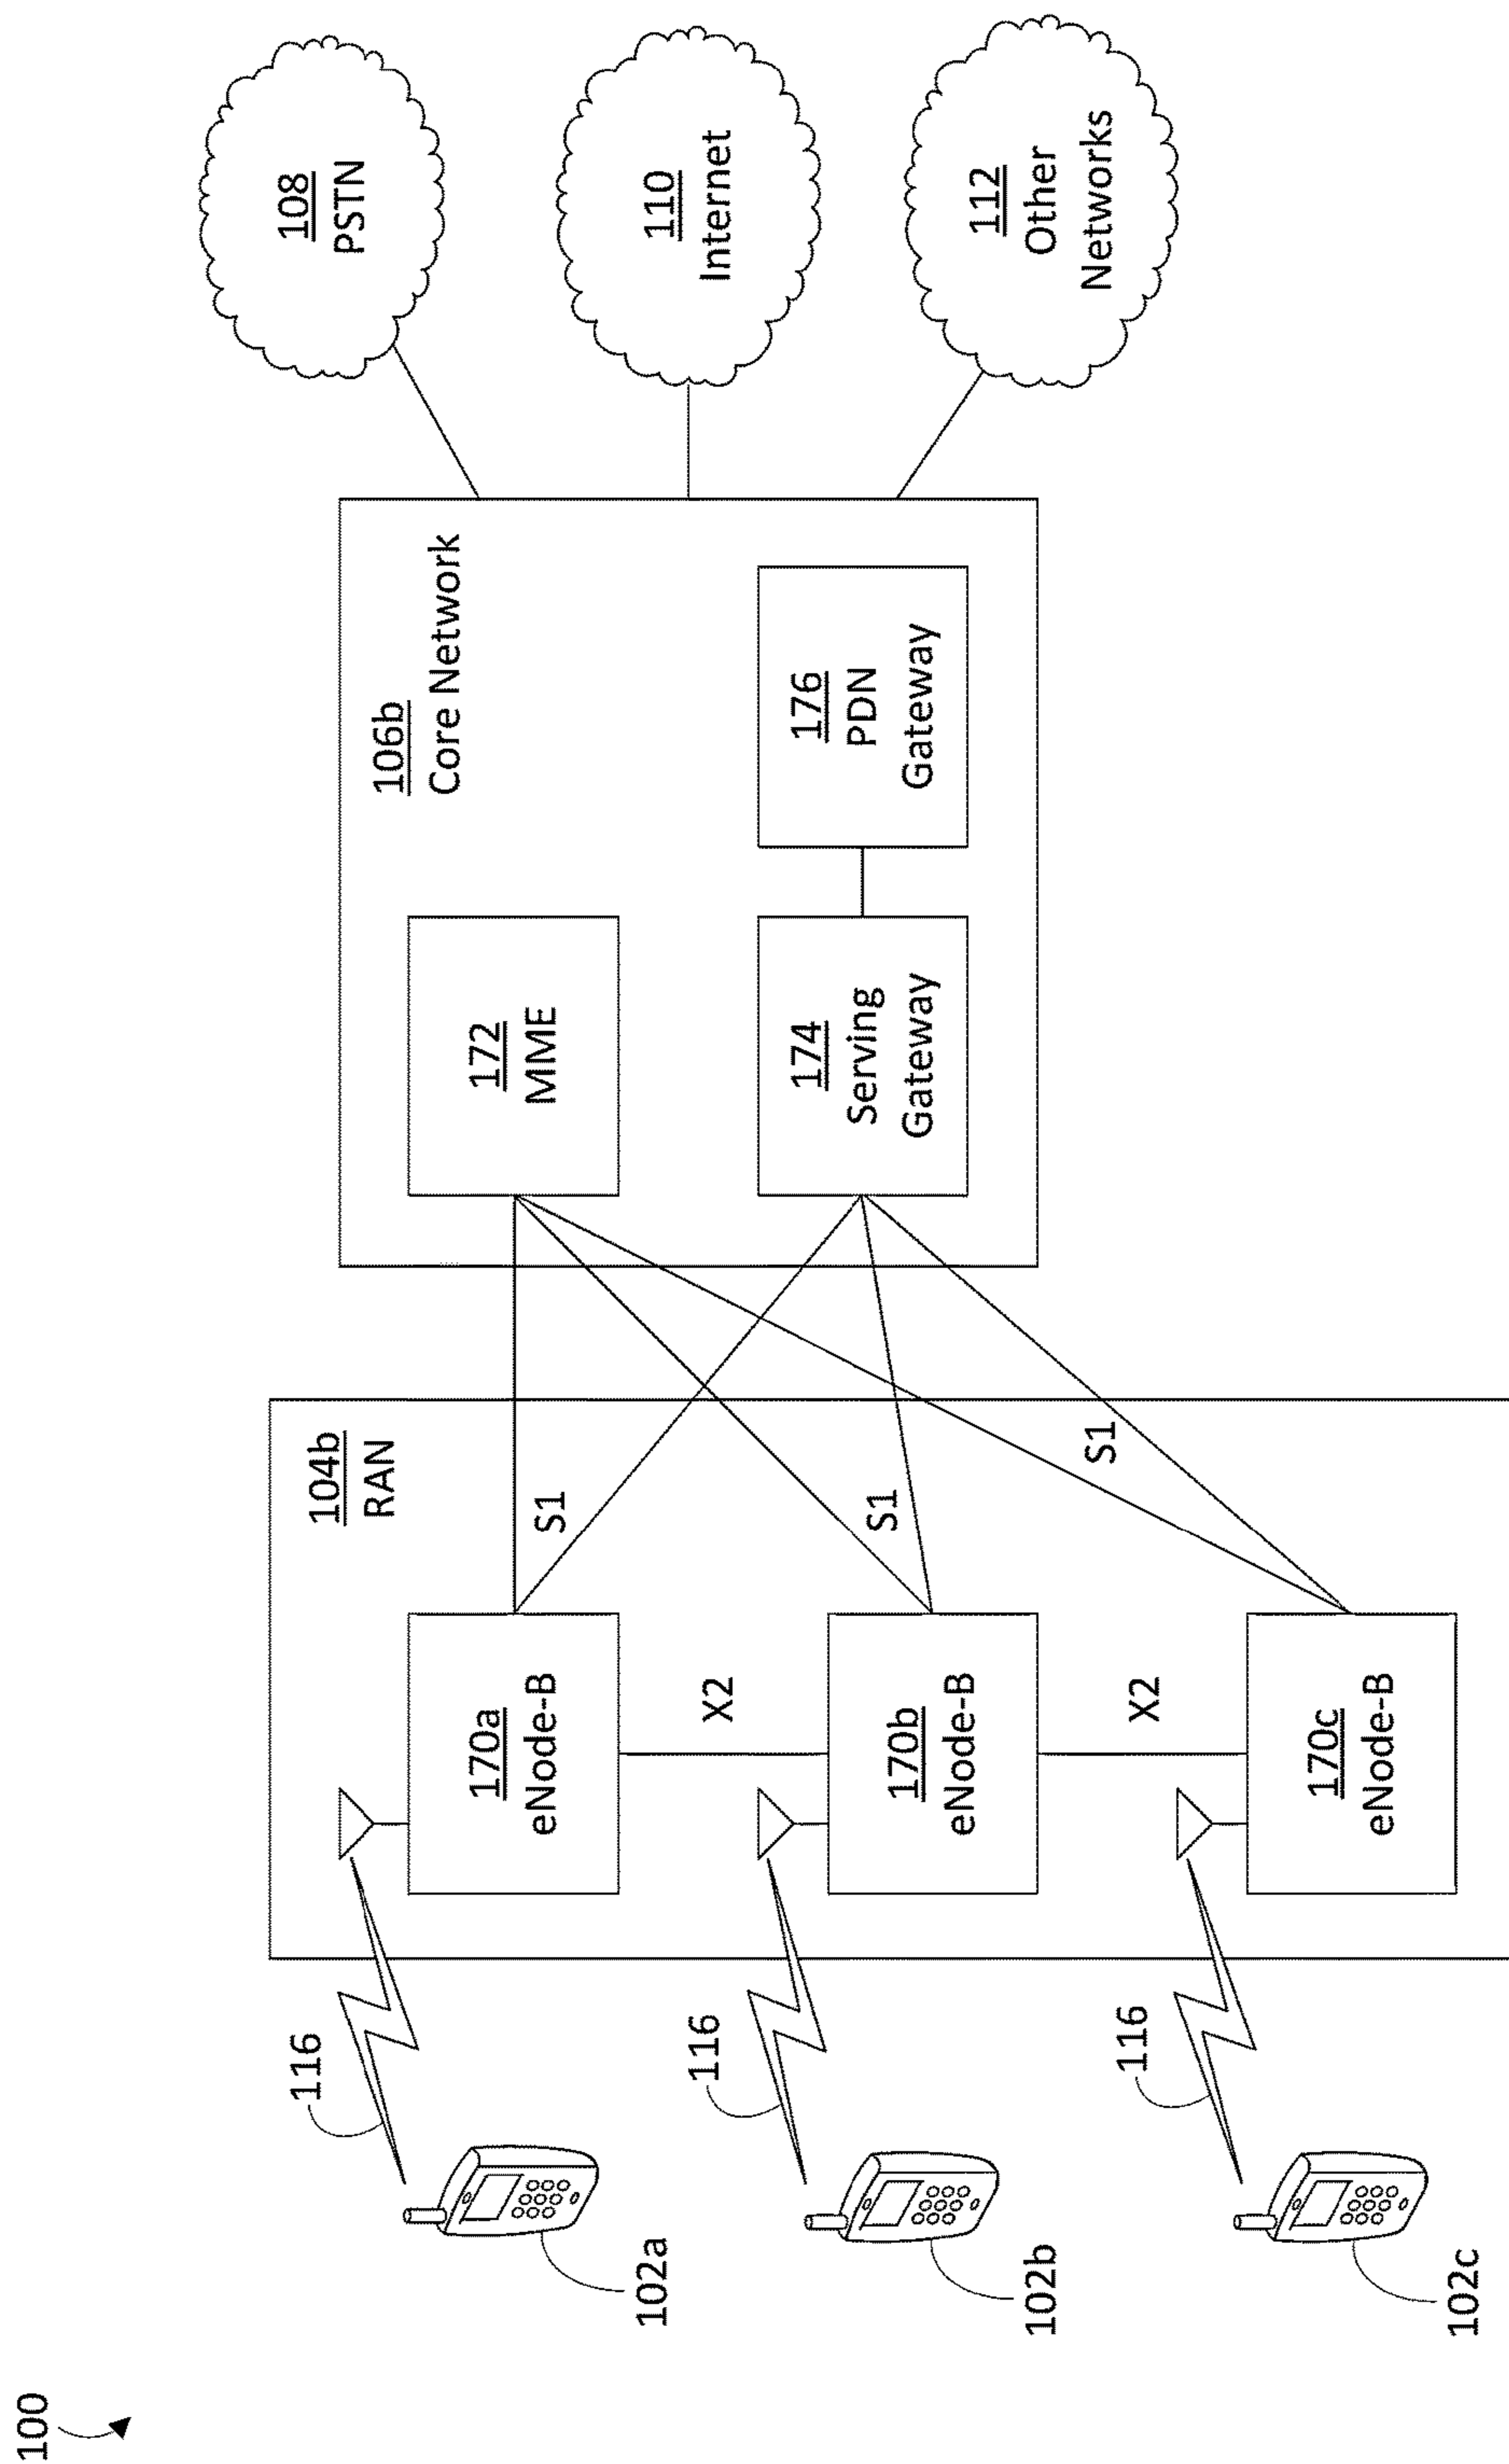 100
102a
116
102b
116
102c
116
104b
RAN
170a
eNode-B
X2
170b
eNode-B
X2
170c
eNode-B
S1
S1
S1
106b
Core Network
172
MME
174
Serving
Gateway
176
PDN
Gateway
108
PSTN
110
Internet
112
Other
Networks